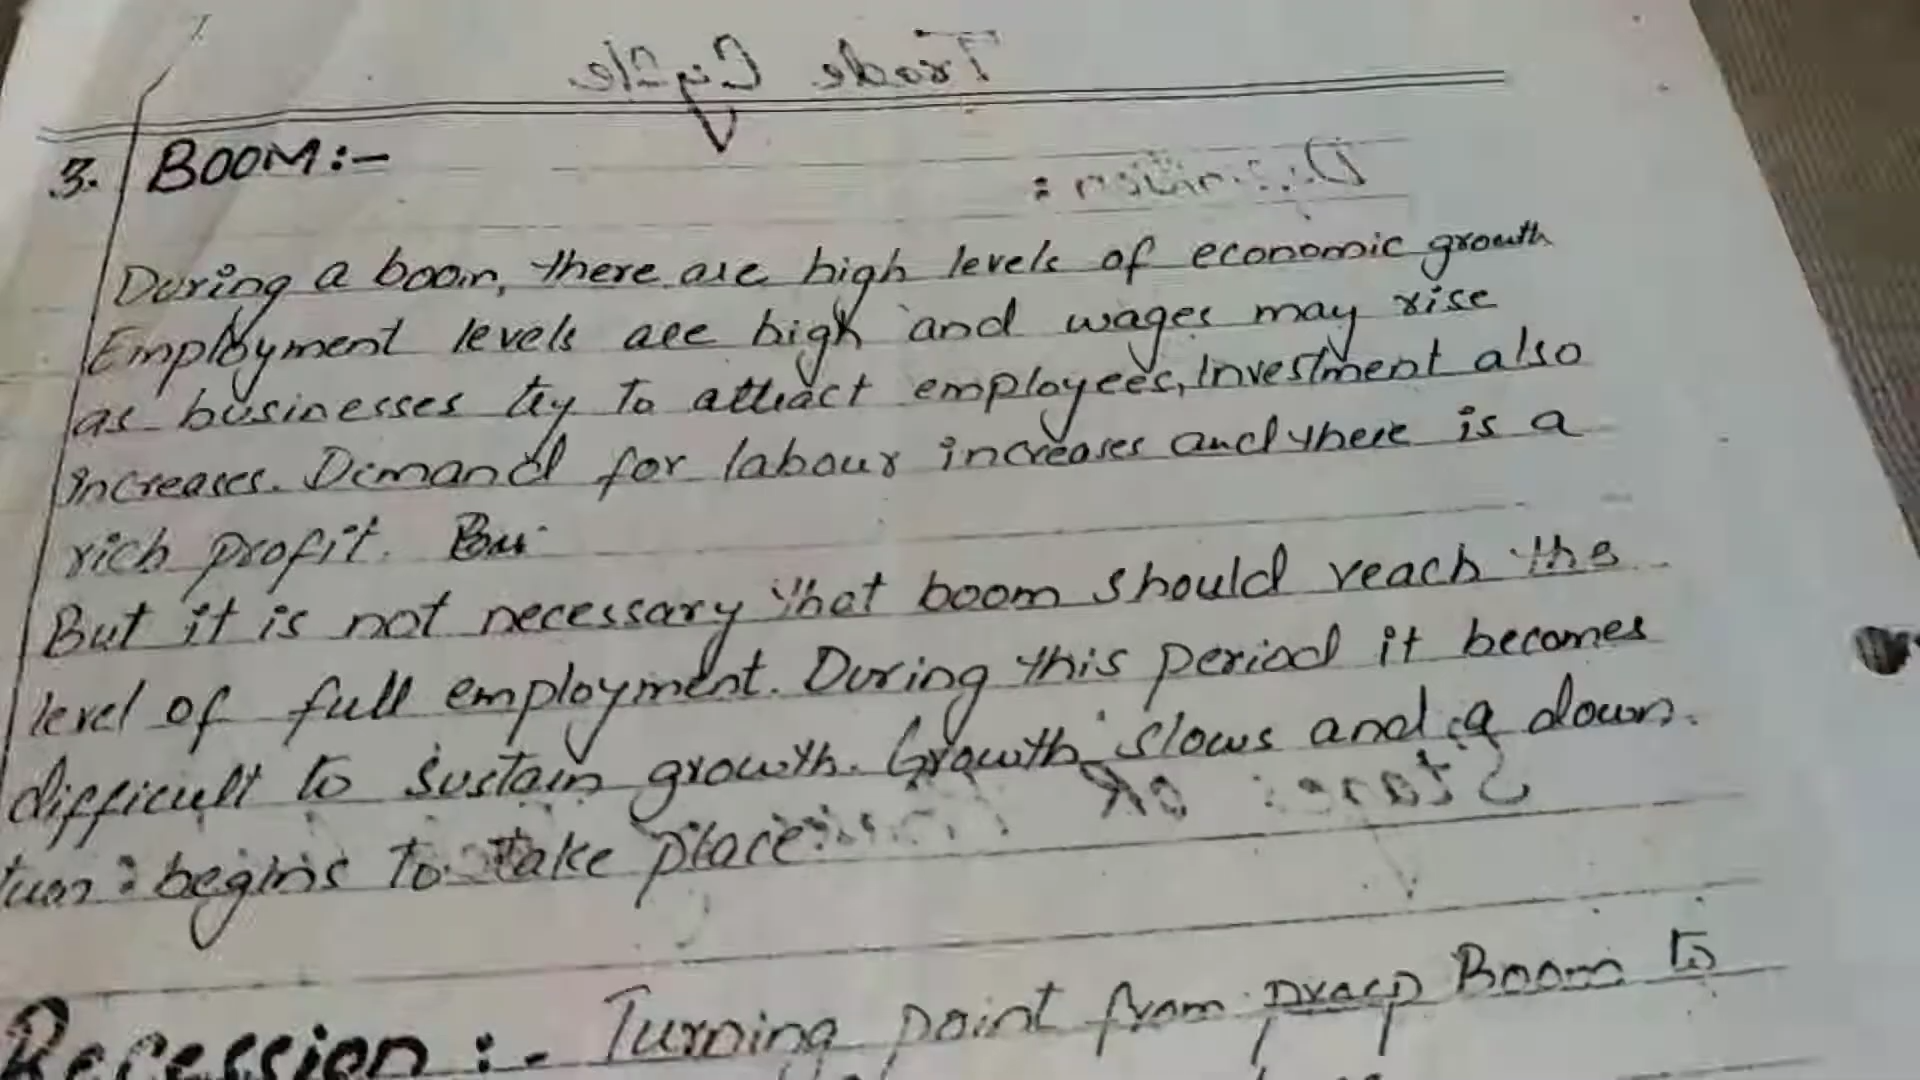 3. BOOM:-
During a boom, there are high levels of economic growth
Employment levels are high and wages may rise
as businesses try to attract employees, Investment also
increases. Demand for labour increases and there is a
rich profit. Bu
But it is not necessary that boom should reach the
level of full employment. During this period it becomes
difficult to sustain growth. Growth slows and a down.
turn begins to take place.
Recession :- Turning point from Boom to